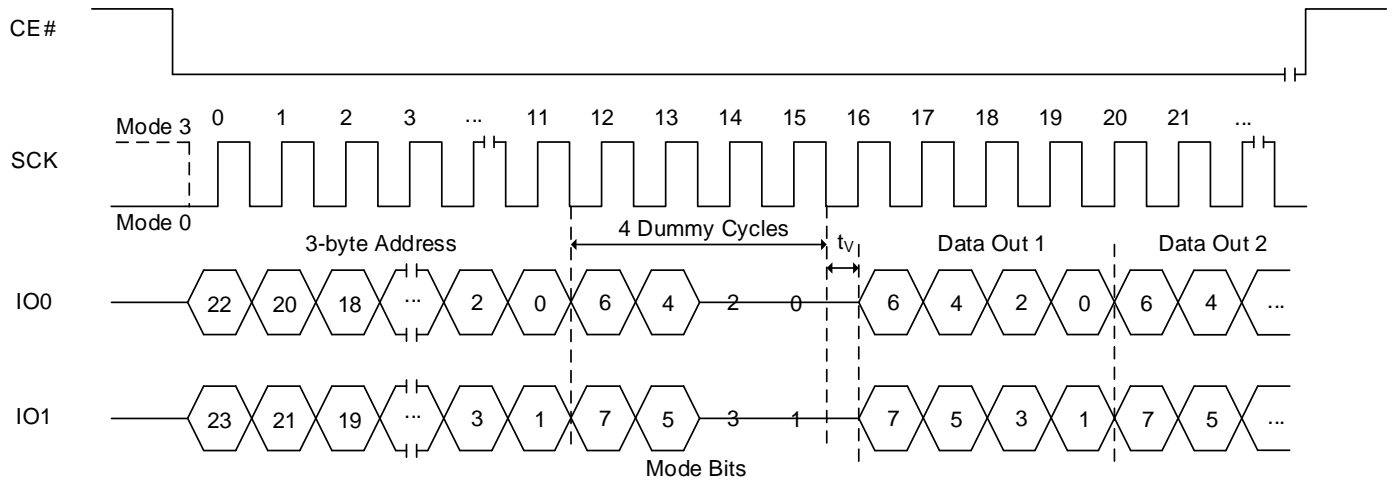 CE#
0 1 2 3 ... 11 12 13 14 15 16 17 18 19 20 21 ...
Mode 3
SCK
Mode 0
4 Dummy Cycles
3-byte Address tV Data Out 1 Data Out 2
IO0 22 20 18 ... 2 0 6 4 2 0 6 4 2 0 6 4 ...
IO1 23 21 19 ... 3 1 7 5 3 1 7 5 3 1 7 5 ...
Mode Bits